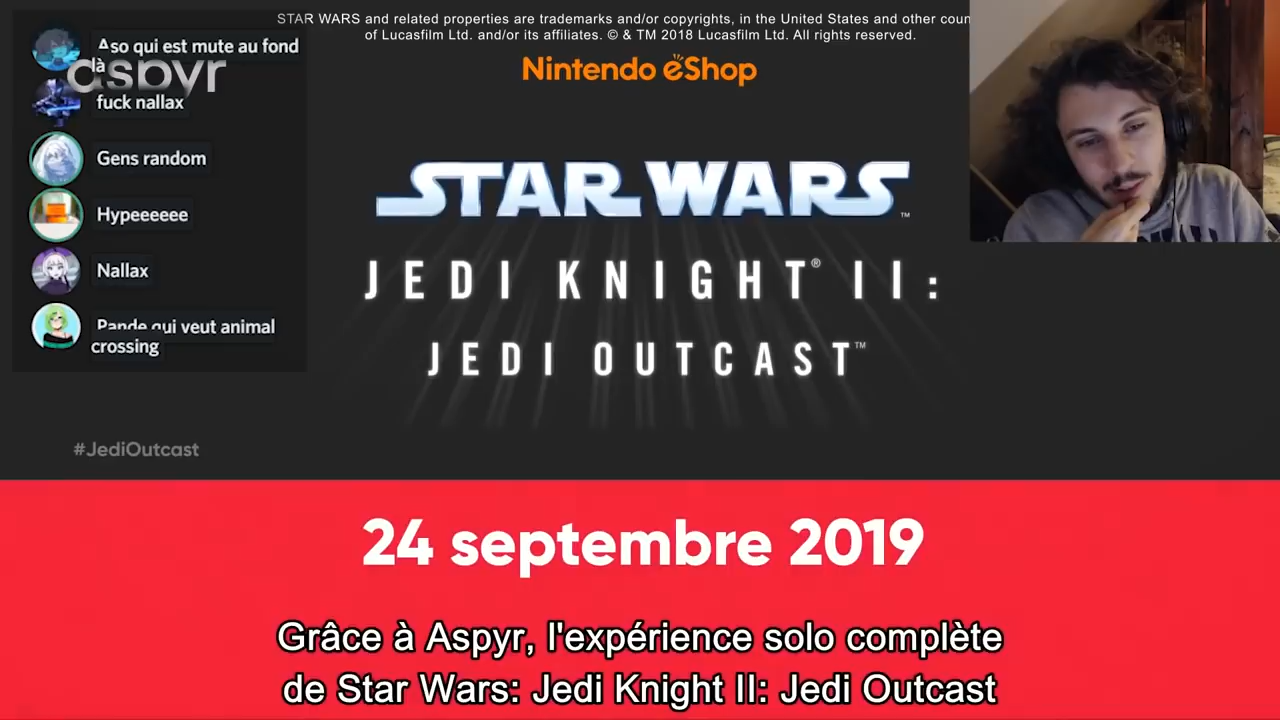 STAR WARS and related properties are trademarks and/or copyrights, in the United States and other coun
of Lucasfilm Ltd. and/or its affiliates. © & TM 2018 Lucasfilm Ltd. All rights reserved.
Nintendo eShop
aspyr
Aso qui est mute au fond
là
fuck nallax
Gens random
Hypeeeeee
Nallax
Pande qui veut animal
crossing
STAR WARS™
JEDI KNIGHT® II:
JEDI OUTCAST™
#JediOutcast
24 septembre 2019
Grâce à Aspyr, l'expérience solo complète
de Star Wars: Jedi Knight II: Jedi Outcast